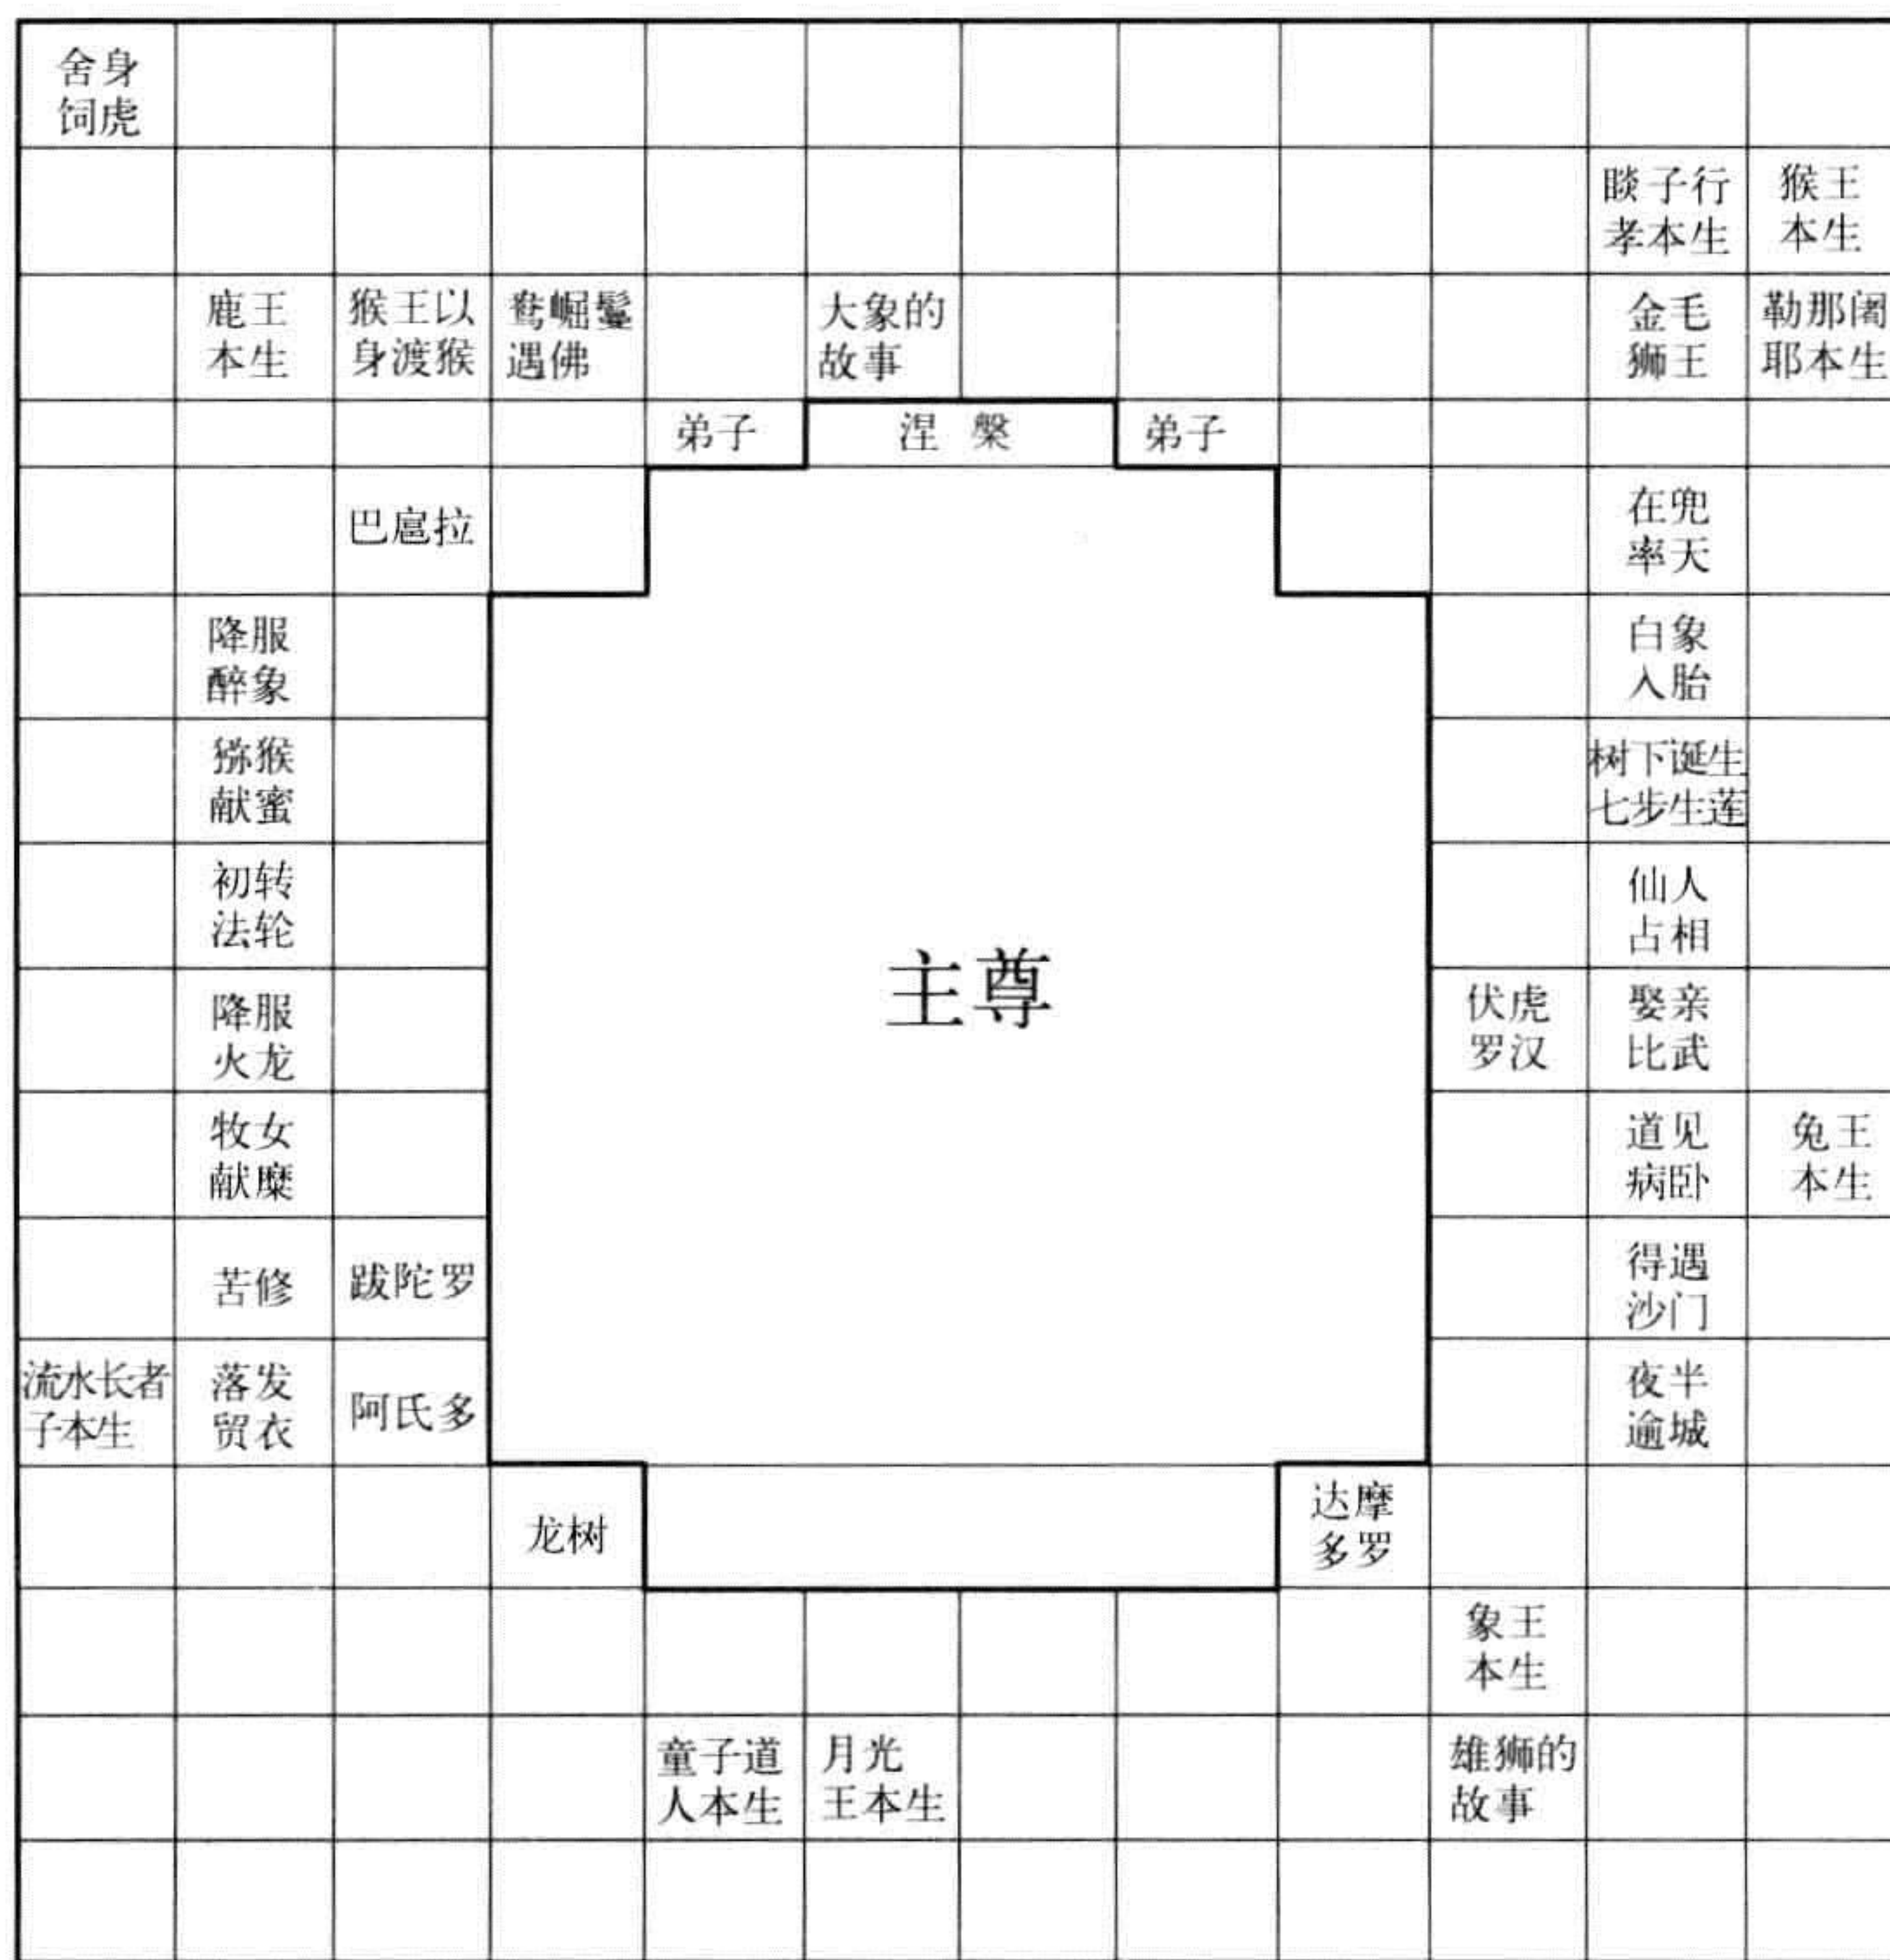 舍身
饲虎
睒子行
孝本生
猴王
本生
鹿王
本生
猴王以
身渡猴
鸯崛鬘
遇佛
大象的
故事
金毛
狮王
勒那阇
耶本生
弟子
涅槃
弟子
巴扈拉
在兜
率天
降服
醉象
白象
入胎
猕猴
献蜜
树下诞生
七步生莲
初转
法轮
仙人
占相
主尊
降服
火龙
伏虎
罗汉
娶亲
比武
牧女
献糜
道见
病卧
兔王
本生
苦修
跋陀罗
得遇
沙门
流水长者
子本生
落发
贸衣
阿氏多
夜半
逾城
龙树
达摩
多罗
象王
本生
童子道
人本生
月光
王本生
雄狮的
故事